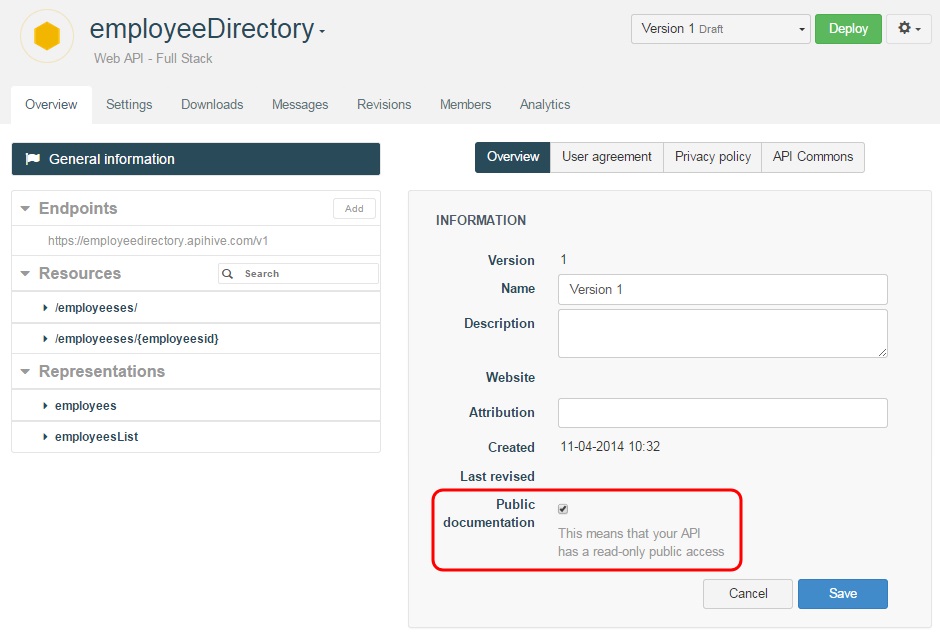 employeeDirectory
Version 1 Draft
Deploy
Web API - Full Stack
Overview
Settings
Downloads
Messages
Revisions
Members
Analytics
General information
Endpoints
Add
https://employeedirectory.apihive.com/v1
Resources
Search
/employeeses/
/employeeses/{employeesid}
Representations
employees
employeesList
Overview
User agreement
Privacy policy
API Commons
INFORMATION
Version 1
Name Version 1
Description
Website
Attribution
Created 11-04-2014 10:32
Last revised
Public
documentation
This means that your API
has a read-only public access
Cancel
Save